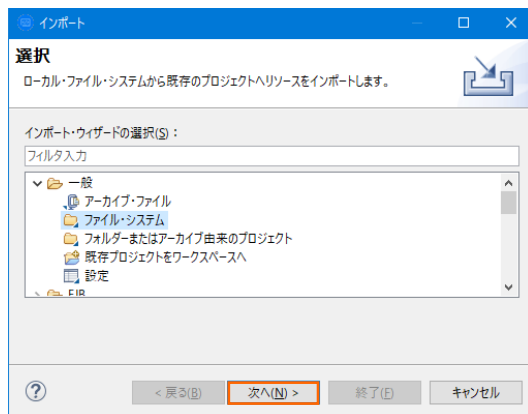 インポート
選択
ローカル・ファイル・システムから既存のプロジェクトへリソースをインポートします。
インポート・ウィザードの選択(S)：
フィルタ入力
一般
アーカイブ・ファイル
ファイル・システム
フォルダーまたはアーカイブ由来のプロジェクト
既存プロジェクトをワークスペースへ
設定
EJB
< 戻る(B)
次へ(N) >
終了(F)
キャンセル